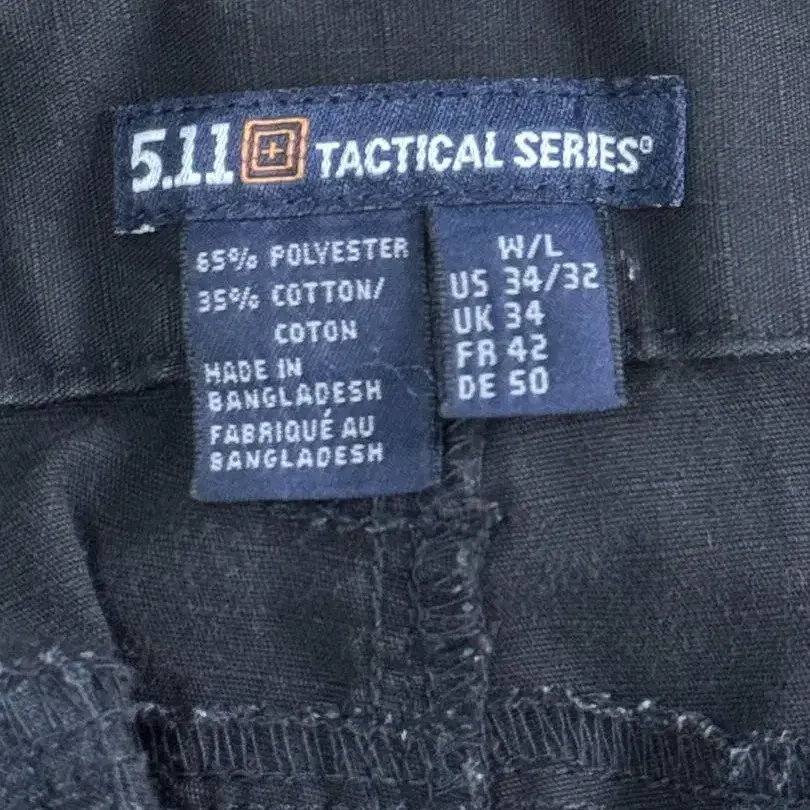 5.11 TACTICAL SERIES®
65% POLYESTER
35% COTTON/
COTON
MADE IN
BANGLADESH
FABRIQUÉ AU
BANGLADESH
W/L
US 34/32
UK 34
FR 42
DE 50